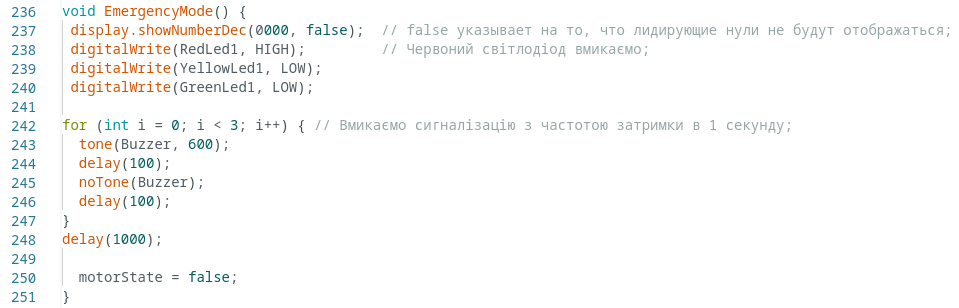 236 void EmergencyMode() {
237 display.showNumberDec(0000, false);  // false указывает на то, что лидирующие нули не будут отображаться;
238 digitalWrite(RedLed1, HIGH);         // Червоний світлодіод вмикаємо;
239 digitalWrite(YellowLed1, LOW);
240 digitalWrite(GreenLed1, LOW);
241
242 for (int i = 0; i < 3; i++) { // Вмикаємо сигналізацію з частотою затримки в 1 секунду;
243   tone(Buzzer, 600);
244   delay(100);
245   noTone(Buzzer);
246   delay(100);
247 }
248 delay(1000);
249
250   motorState = false;
251 }